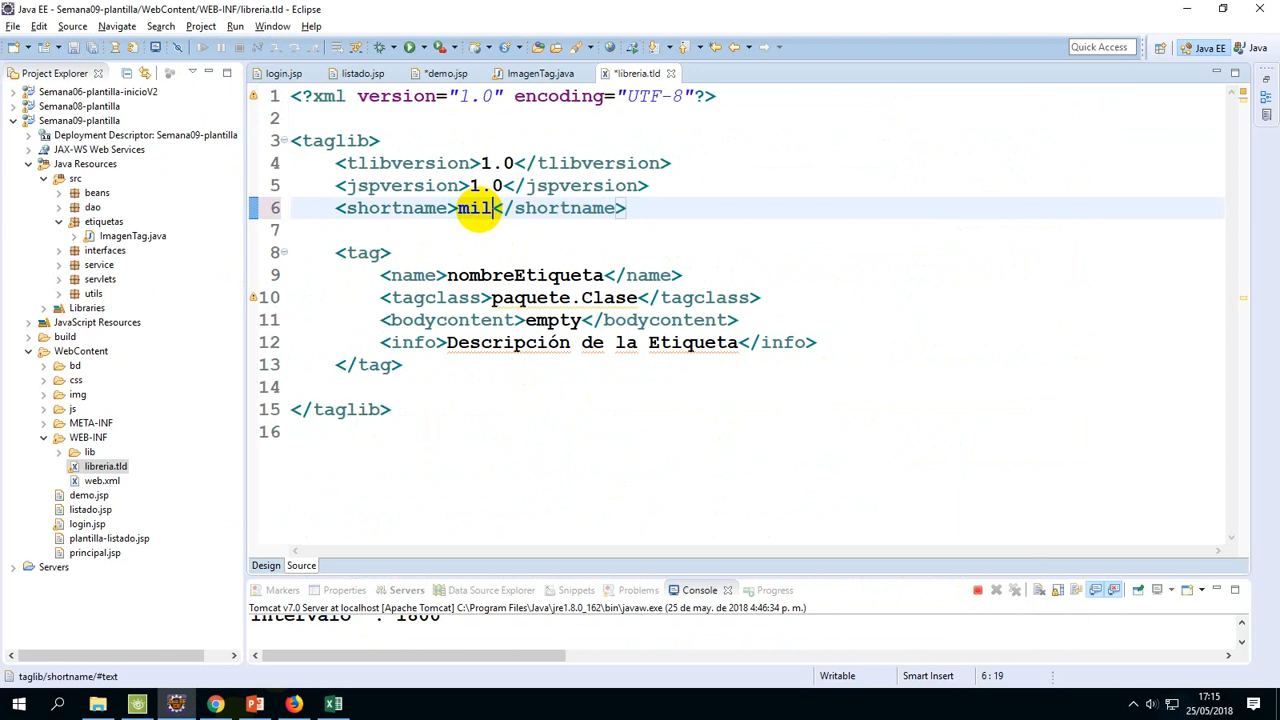 Java EE - Semana09-plantilla/WebContent/WEB-INF/libreria.tld - Eclipse
File Edit Source Navigate Search Project Run Window Help
Quick Access
Java EE
Java
Project Explorer
login.jsp
listado.jsp
*demo.jsp
ImagenTag.java
*libreria.tld
Semana06-plantilla-inicioV2
Semana08-plantilla
Semana09-plantilla
Deployment Descriptor: Semana09-plantilla
JAX-WS Web Services
Java Resources
src
beans
dao
etiquetas
ImagenTag.java
interfaces
service
servlets
utils
Libraries
JavaScript Resources
build
WebContent
bd
css
img
js
META-INF
WEB-INF
lib
libreria.tld
web.xml
demo.jsp
listado.jsp
login.jsp
plantilla-listado.jsp
principal.jsp
Servers
1 <?xml version="1.0" encoding="UTF-8"?>
2
3 <taglib>
4 <tlibversion>1.0</tlibversion>
5 <jspversion>1.0</jspversion>
6 <shortname>mil</shortname>
7
8 <tag>
9 <name>nombreEtiqueta</name>
10 <tagclass>paquete.Clase</tagclass>
11 <bodycontent>empty</bodycontent>
12 <info>Descripción de la Etiqueta</info>
13 </tag>
14
15 </taglib>
16
Design Source
Markers Properties Servers Data Source Explorer Snippets Problems Console Progress
Tomcat v7.0 Server at localhost [Apache Tomcat] C:\Program Files\Java\jre1.8.0_162\bin\javaw.exe (25 de may. de 2018 4:46:34 p. m.)
Intervalo : 1800
taglib/shortname/#text
Writable
Smart Insert
6 : 19
17:15
25/05/2018